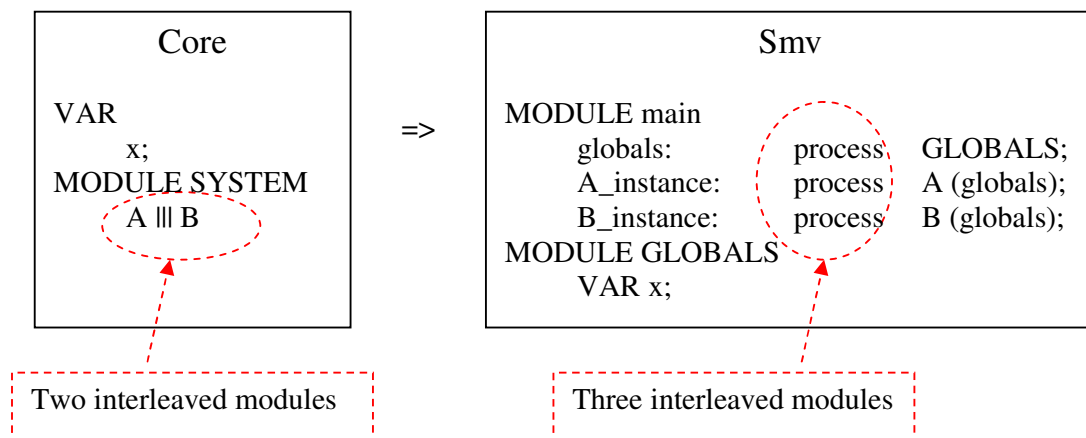 Core
VAR
x;
MODULE SYSTEM
A ||| B
=>
Smv
MODULE main
globals: process GLOBALS;
A_instance: process A (globals);
B_instance: process B (globals);
MODULE GLOBALS
VAR x;
Two interleaved modules
Three interleaved modules